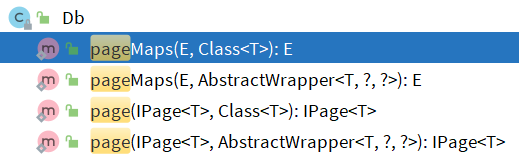 Db
pageMaps(E, Class<T>): E
pageMaps(E, AbstractWrapper<T, ?, ?>): E
page(IPage<T>, Class<T>): IPage<T>
page(IPage<T>, AbstractWrapper<T, ?, ?>): IPage<T>